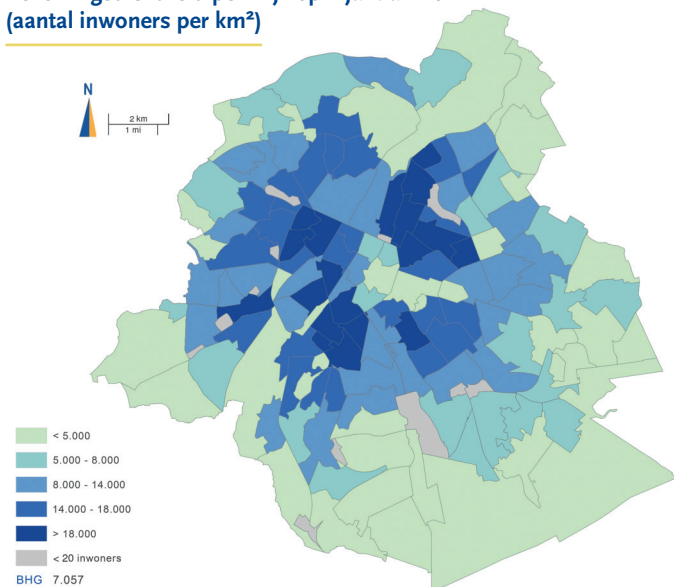 (aantal inwoners per km²)
N
2 km
1 mi
< 5.000
5.000 - 8.000
8.000 - 14.000
14.000 - 18.000
> 18.000
< 20 inwoners
BHG 7.057